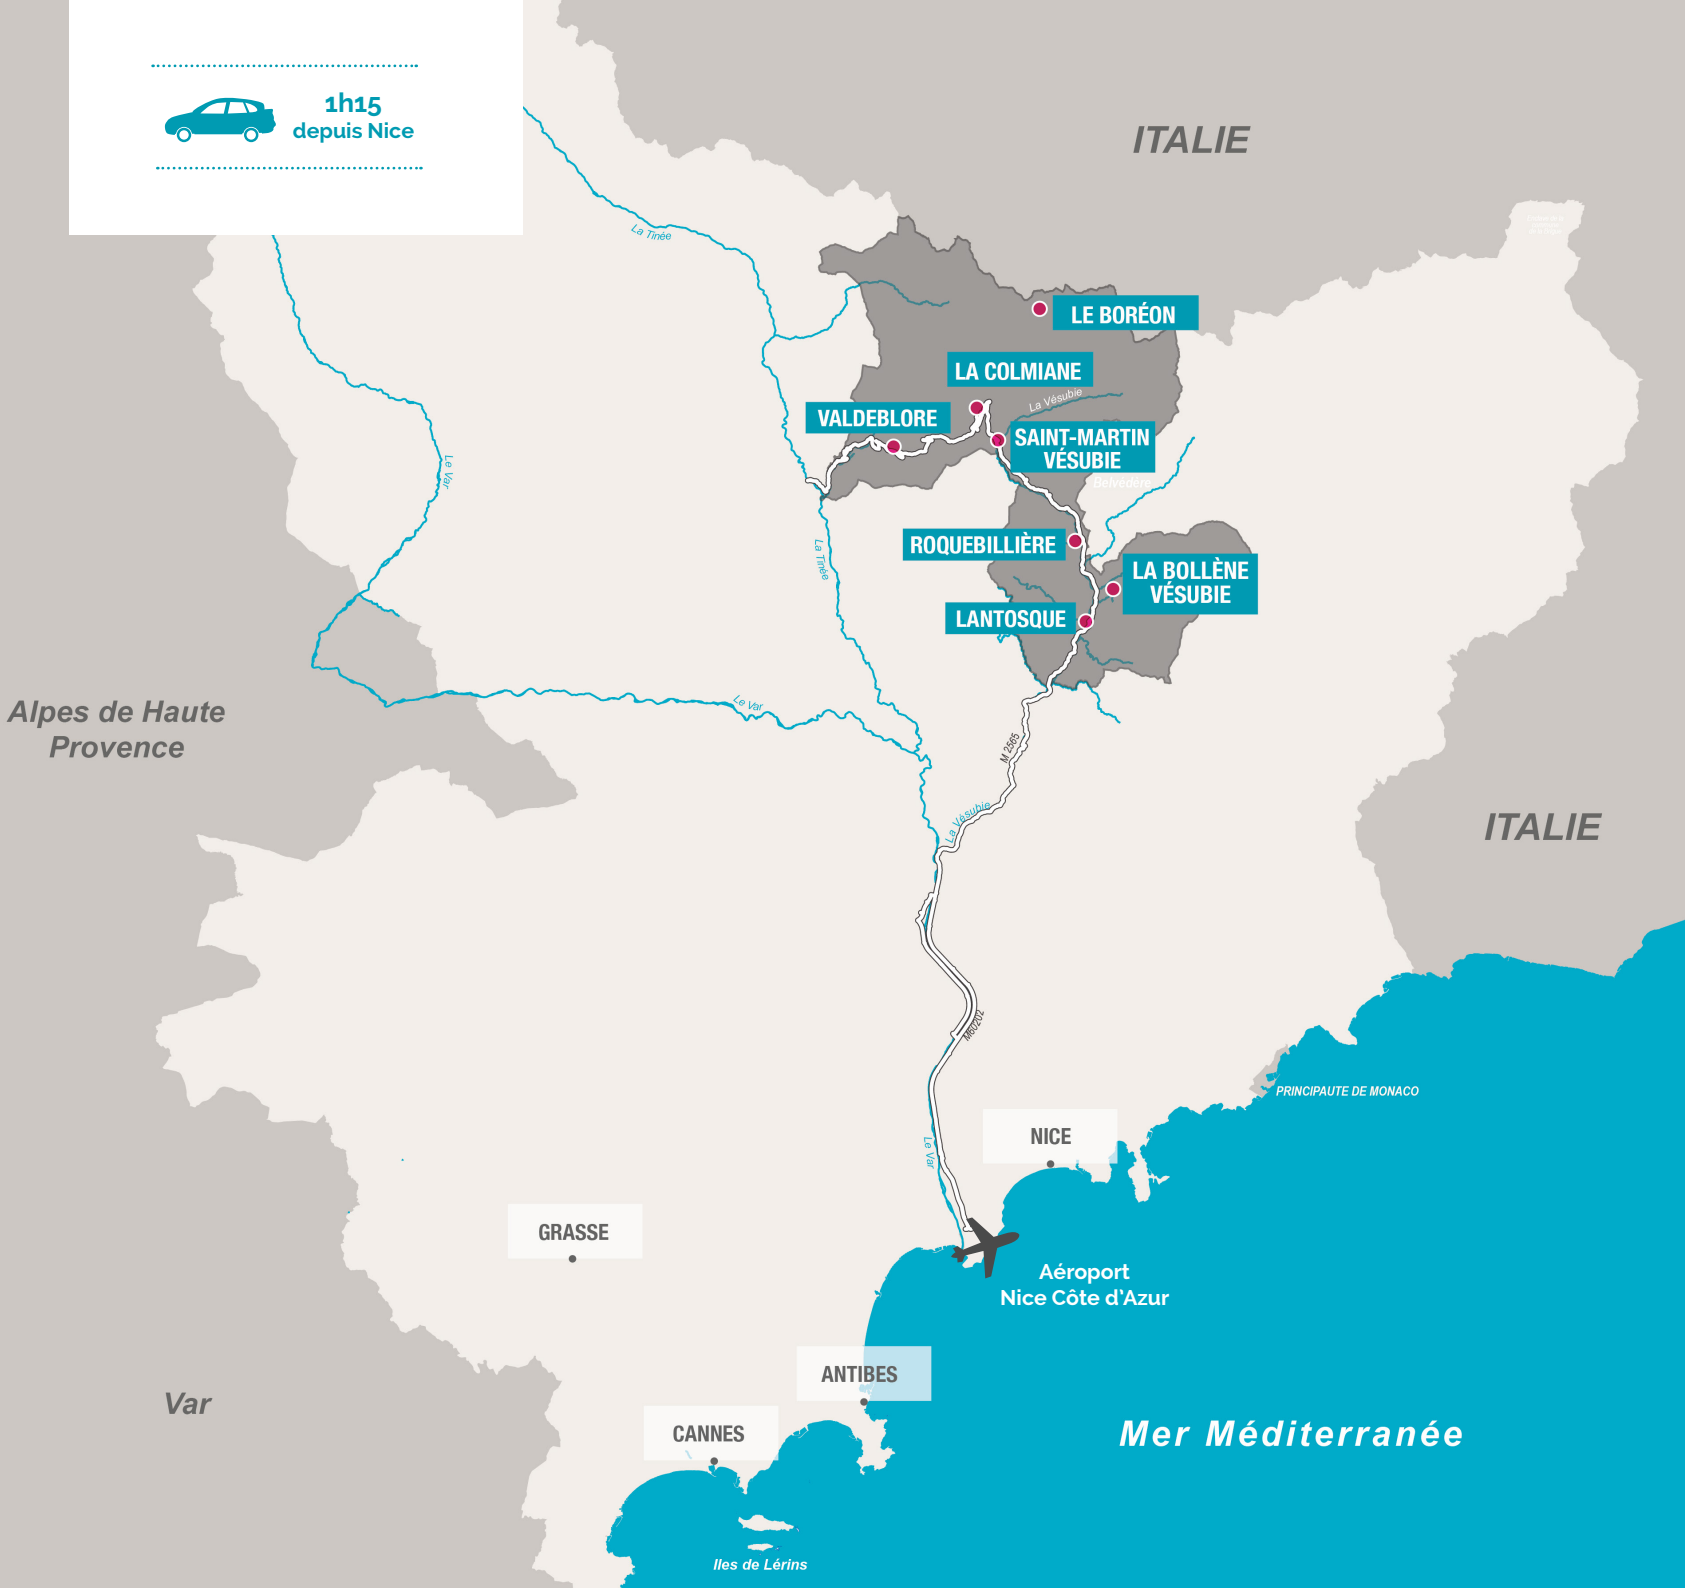 1h15
depuis Nice
ITALIE
La Tinée
LE BORÉON
LA COLMIANE
La Vésubie
VALDEBLORE
SAINT-MARTIN
VÉSUBIE
Le Var
Belvédère
La Tinée
ROQUEBILLIÈRE
LA BOLLÈNE
VÉSUBIE
LANTOSQUE
Alpes de Haute
Provence
Le Var
M 2565
La Vésubie
ITALIE
M6202
PRINCIPAUTE DE MONACO
NICE
Le Var
GRASSE
Aéroport
Nice Côte d'Azur
ANTIBES
Var
CANNES
Mer Méditerranée
Iles de Lérins